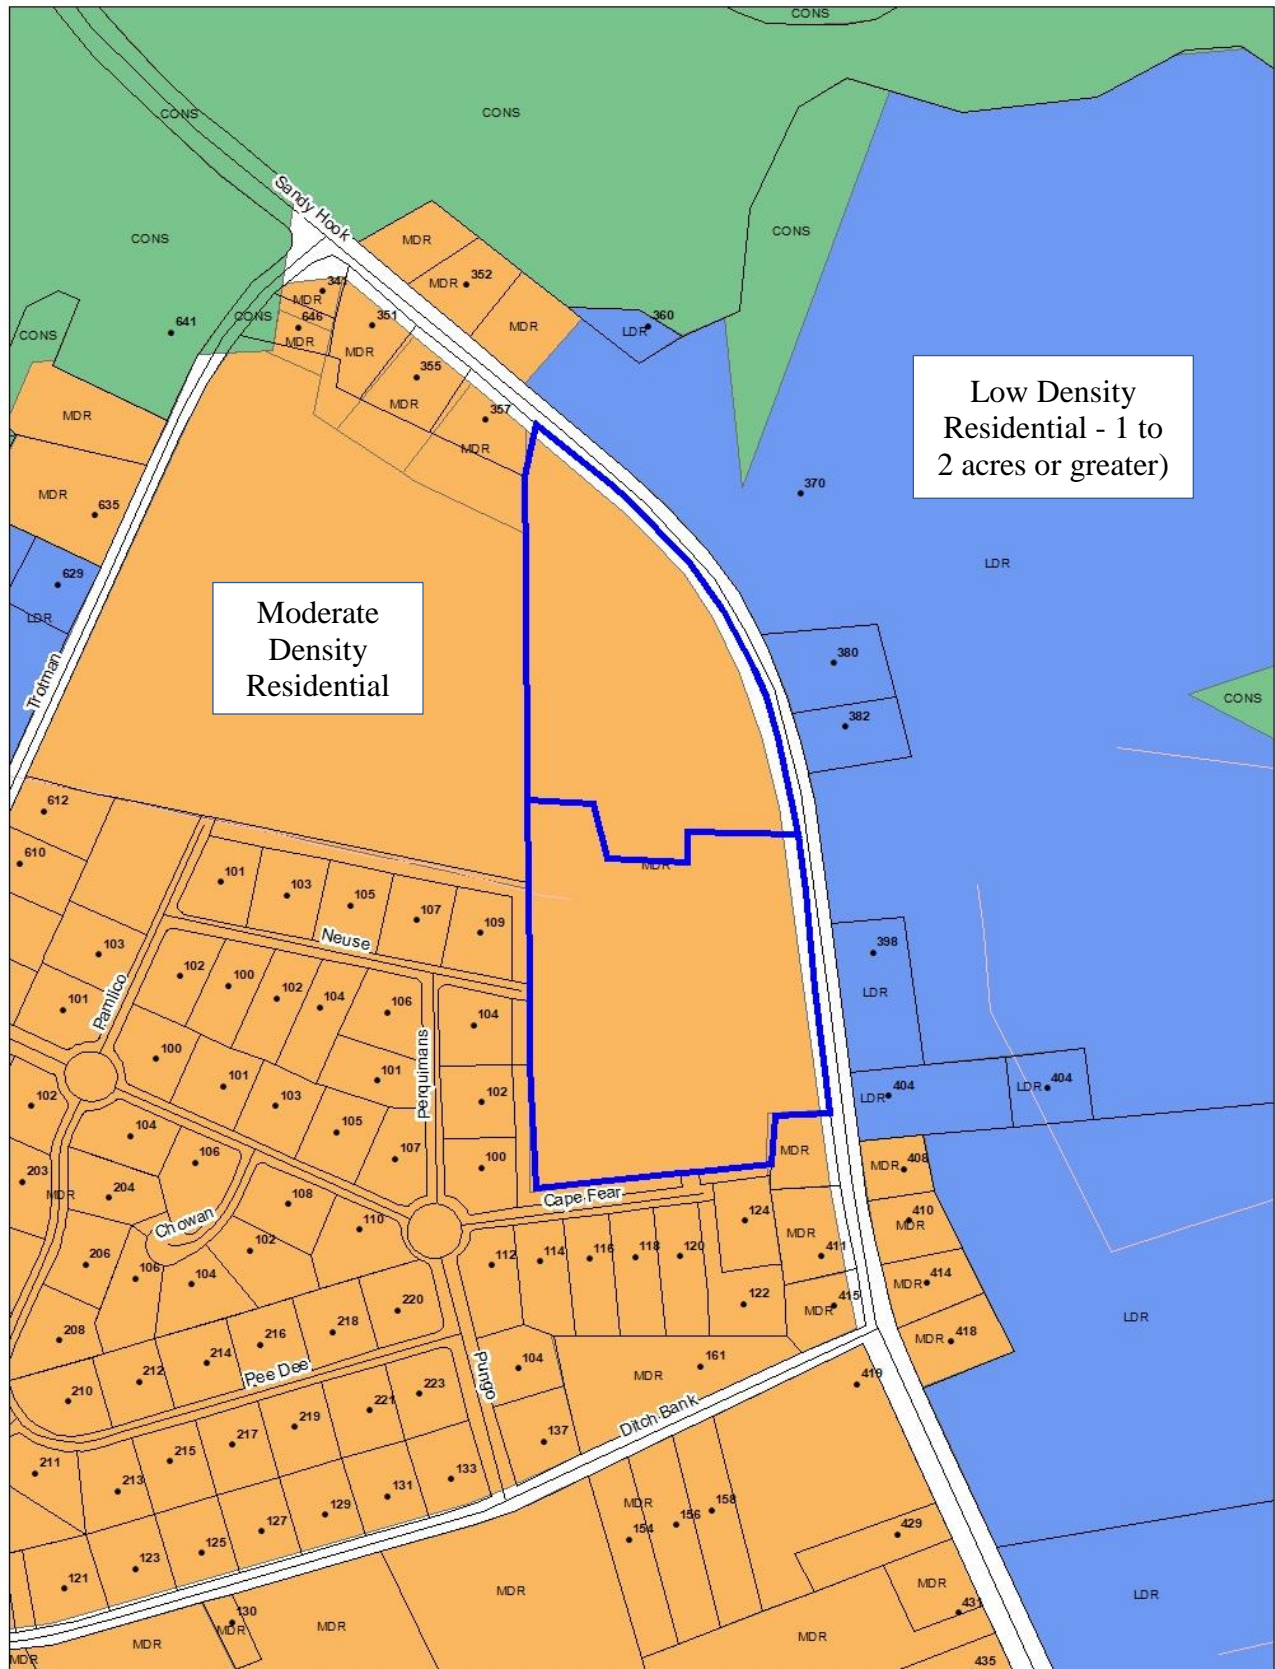 CONS
CONS
CONS
Sandy Hook
CONS
CONS
MDR
MDR
352
341
MDR
CONS
646
351
MDR
MDR
LDR
360
CONS
641
MDR
355
MDR
357
MDR
Low Density
Residential - 1 to
2 acres or greater)
MDR
MDR
635
370
LDR
629
LDR
Moderate
Density
Residential
Trotman
380
382
CONS
612
610
MDR
101
103
105
107
109
Neuse
103
102
100
102
104
106
398
LDR
101
Pamlico
104
100
101
103
101
Perquimans
102
LDR
404
LDR
404
102
104
105
106
107
100
MDR
MDR
408
203
MDR
204
108
Cape Fear
Chowan
110
124
MDR
411
410
MDR
206
106
104
102
112
114
116
118
120
122
MDR
415
MDR
414
LDR
208
220
218
216
214
212
210
Pee Dee
MDR
418
Pungo
104
MDR
161
419
223
221
219
217
215
213
211
137
Ditch Bank
133
131
129
127
125
123
121
MDR
154
156
158
429
MDR
431
MDR
LDR
130
MDR
MDR
MDR
MDR
MDR
435